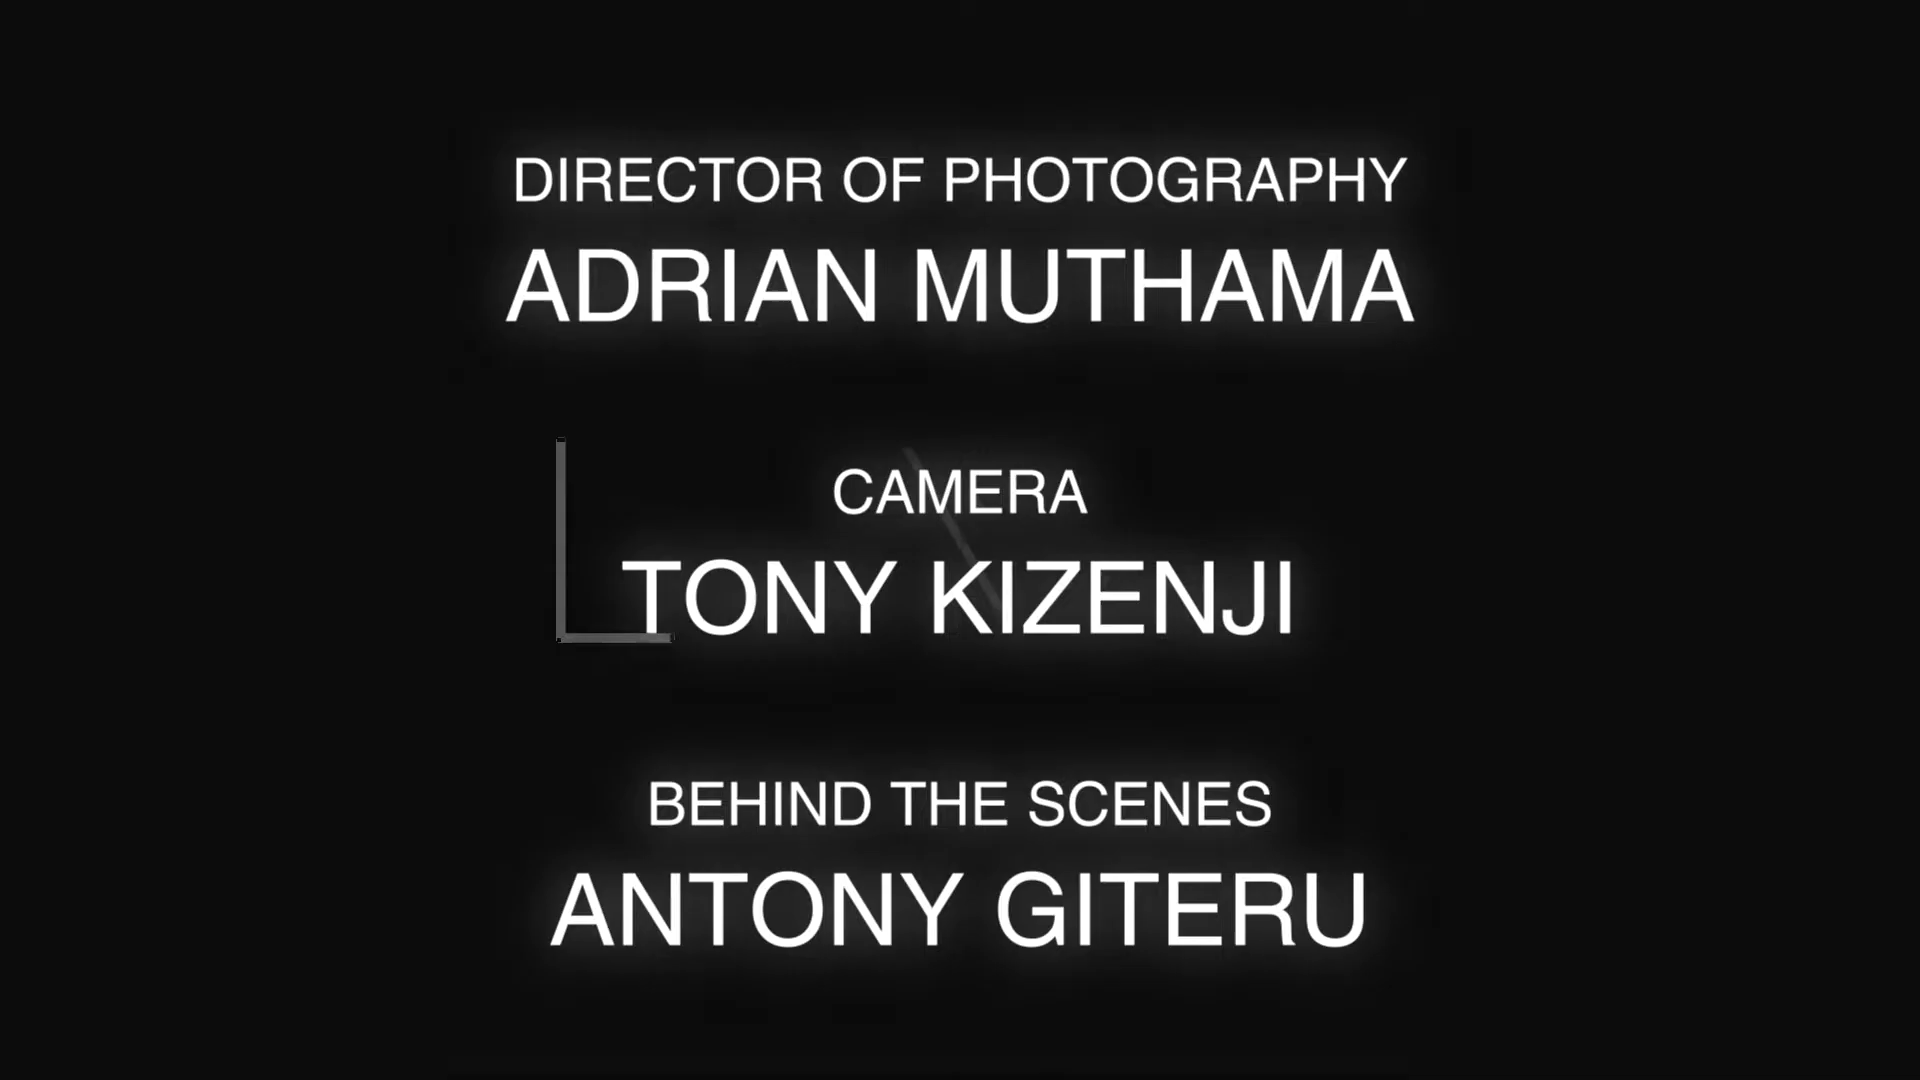 DIRECTOR OF PHOTOGRAPHY
ADRIAN MUTHAMA
CAMERA
TONY KIZENJI
BEHIND THE SCENES
ANTONY GITERU